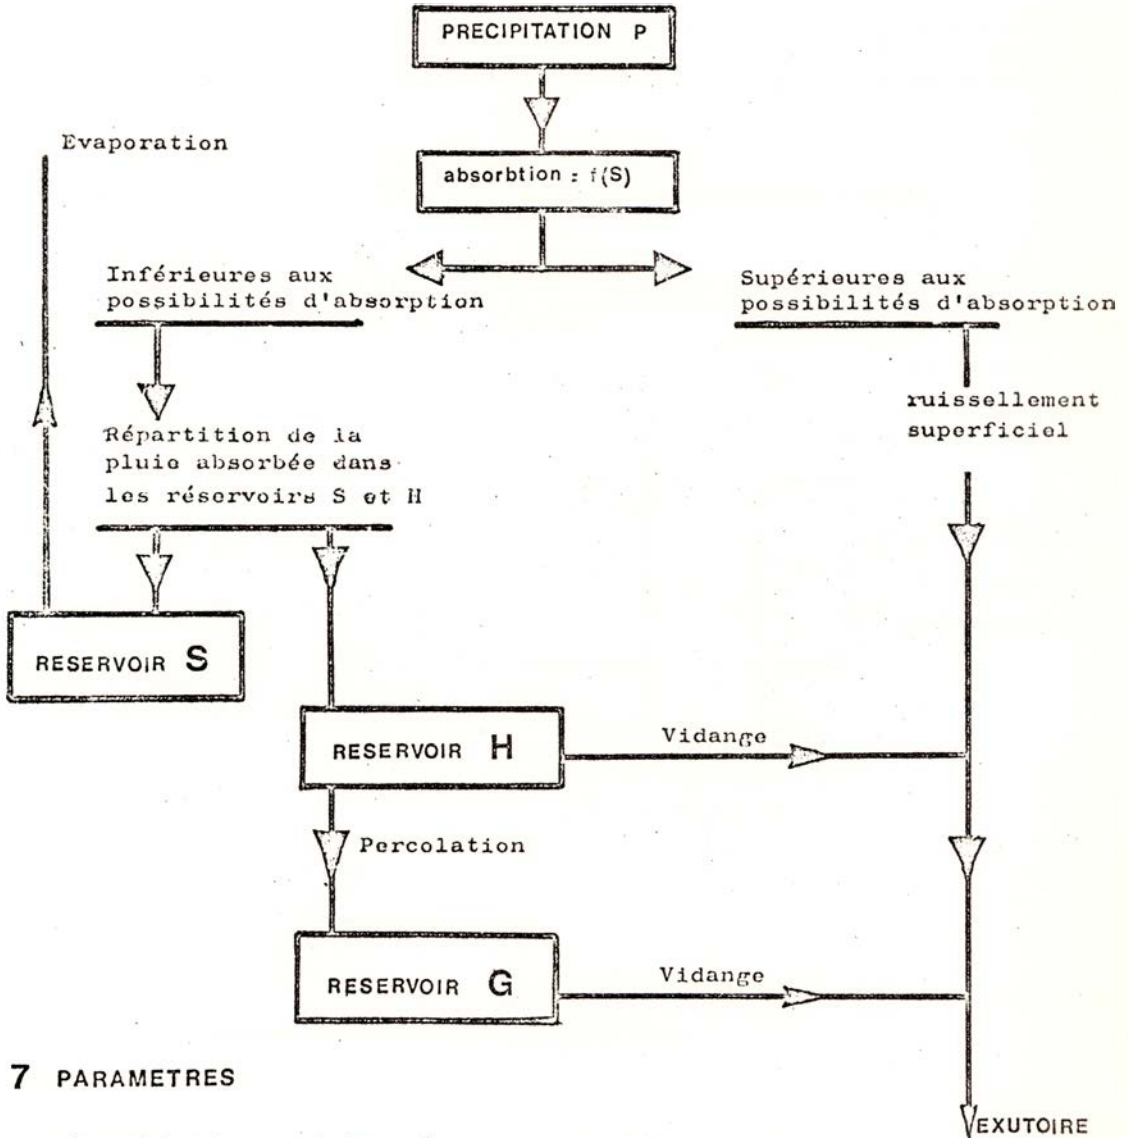 PRECIPITATION P
Evaporation
absorbtion : f(S)
Inférieures aux
possibilités d'absorption
Supérieures aux
possibilités d'absorption
ruissellement
superficiel
Répartition de la
pluie absorbée dans
les réservoirs S et H
RESERVOIR S
RESERVOIR H
Vidange
Percolation
RESERVOIR G
Vidange
7 PARAMETRES
EXUTOIRE